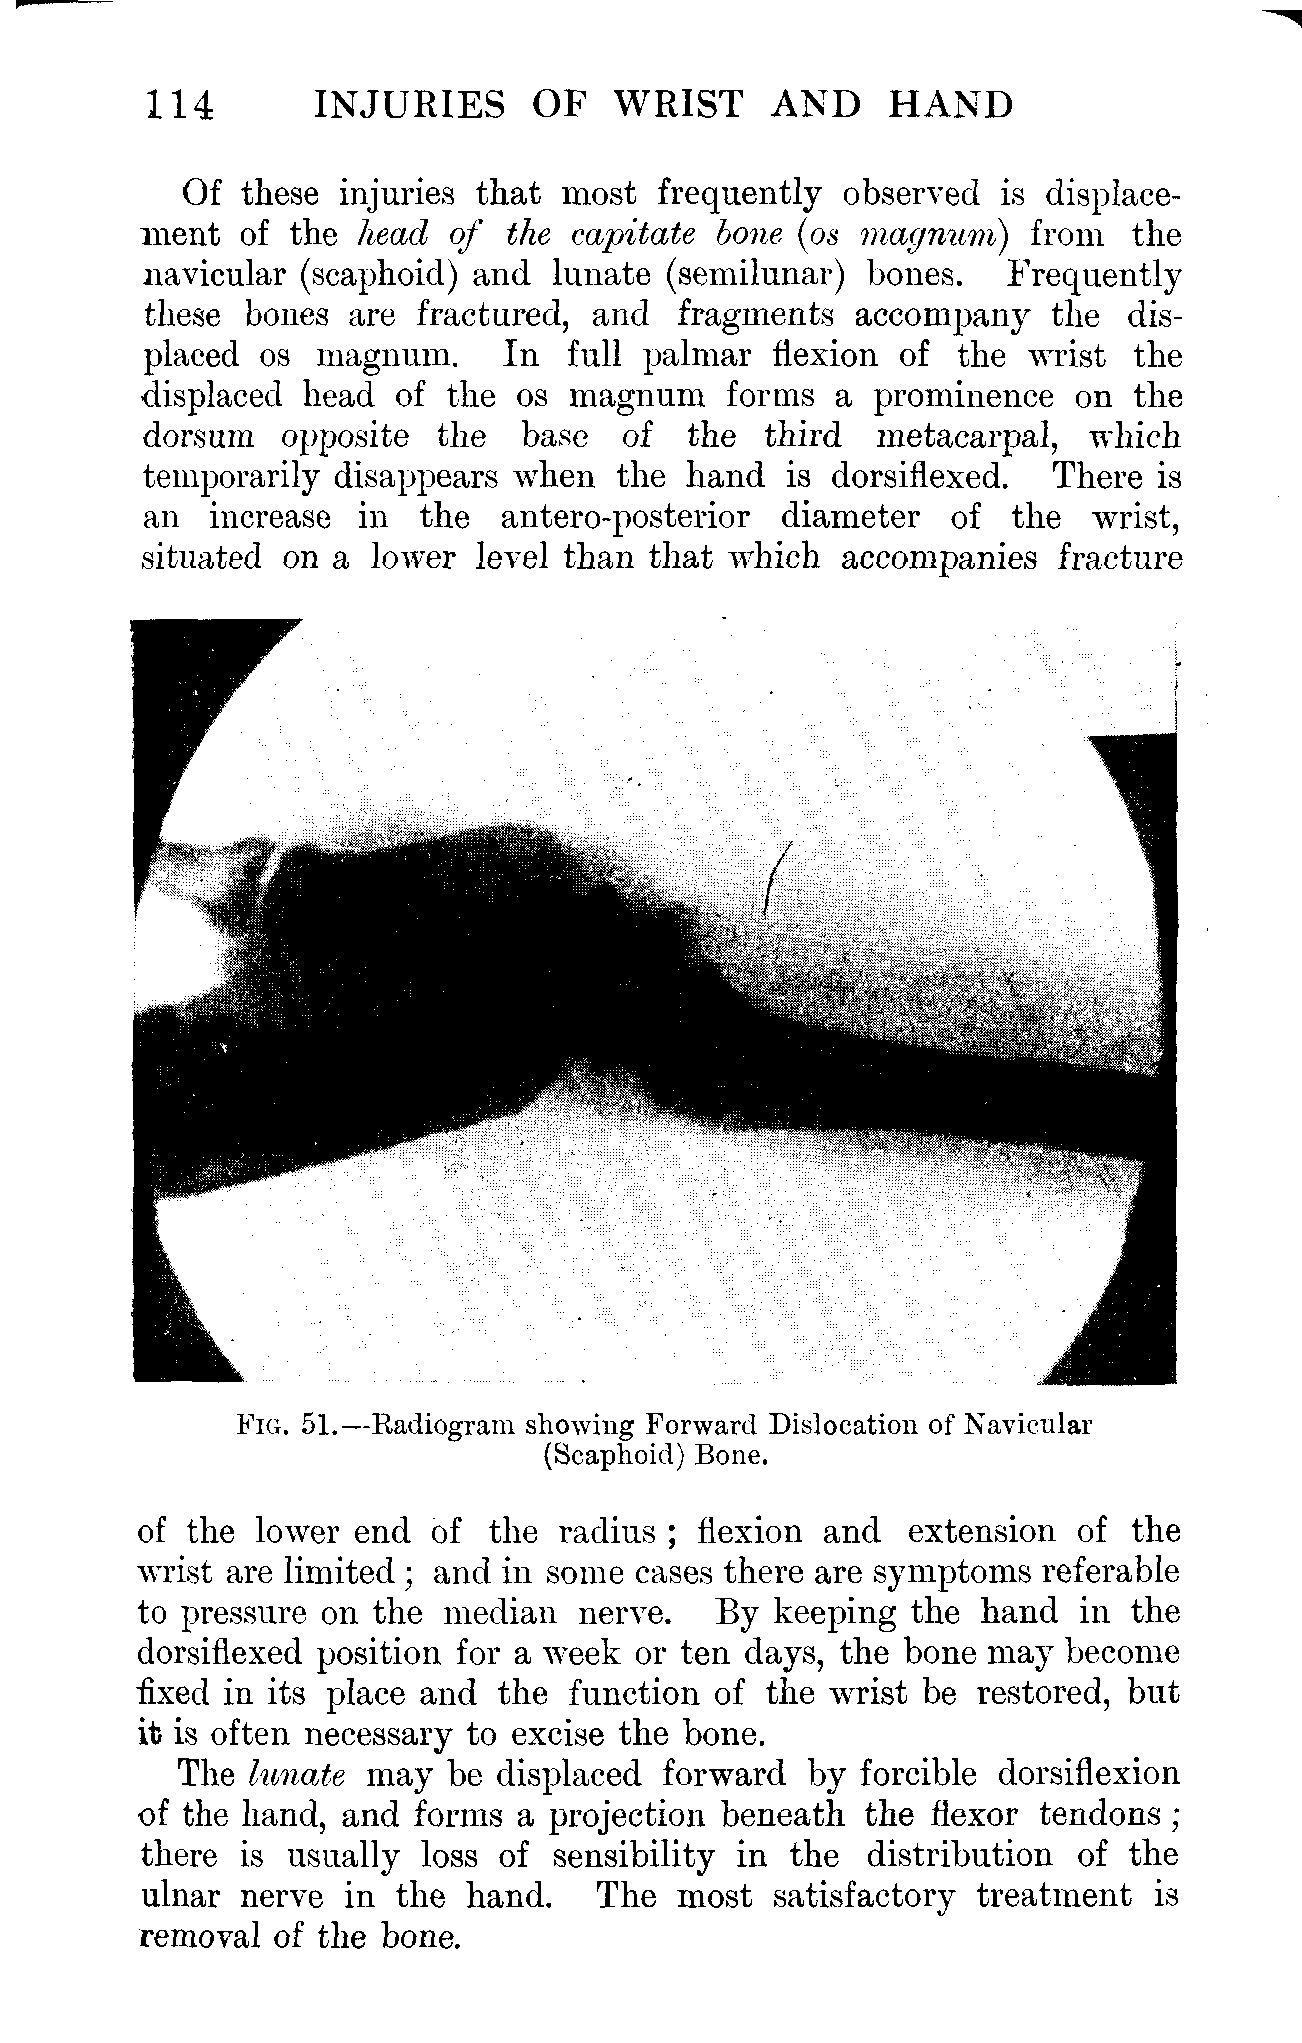 114 INJURIES OF WRIST AND HAND
Of these injuries that most frequently observed is displace-
ment of the head of the capitate bone (os magnum) from the
navicular (scaphoid) and lunate (semilunar) bones. Frequently
these bones are fractured, and fragments accompany the dis-
placed os magnum. In full palmar flexion of the wrist the
displaced head of the os magnum forms a prominence on the
dorsum opposite the base of the third metacarpal, which
temporarily disappears when the hand is dorsiflexed. There is
an increase in the antero-posterior diameter of the wrist,
situated on a lower level than that which accompanies fracture
FIG. 51.—Radiogram showing Forward Dislocation of Navicular
(Scaphoid) Bone.
of the lower end of the radius ; flexion and extension of the
wrist are limited ; and in some cases there are symptoms referable
to pressure on the median nerve. By keeping the hand in the
dorsiflexed position for a week or ten days, the bone may become
fixed in its place and the function of the wrist be restored, but
it is often necessary to excise the bone.
The lunate may be displaced forward by forcible dorsiflexion
of the hand, and forms a projection beneath the flexor tendons ;
there is usually loss of sensibility in the distribution of the
ulnar nerve in the hand. The most satisfactory treatment is
removal of the bone.